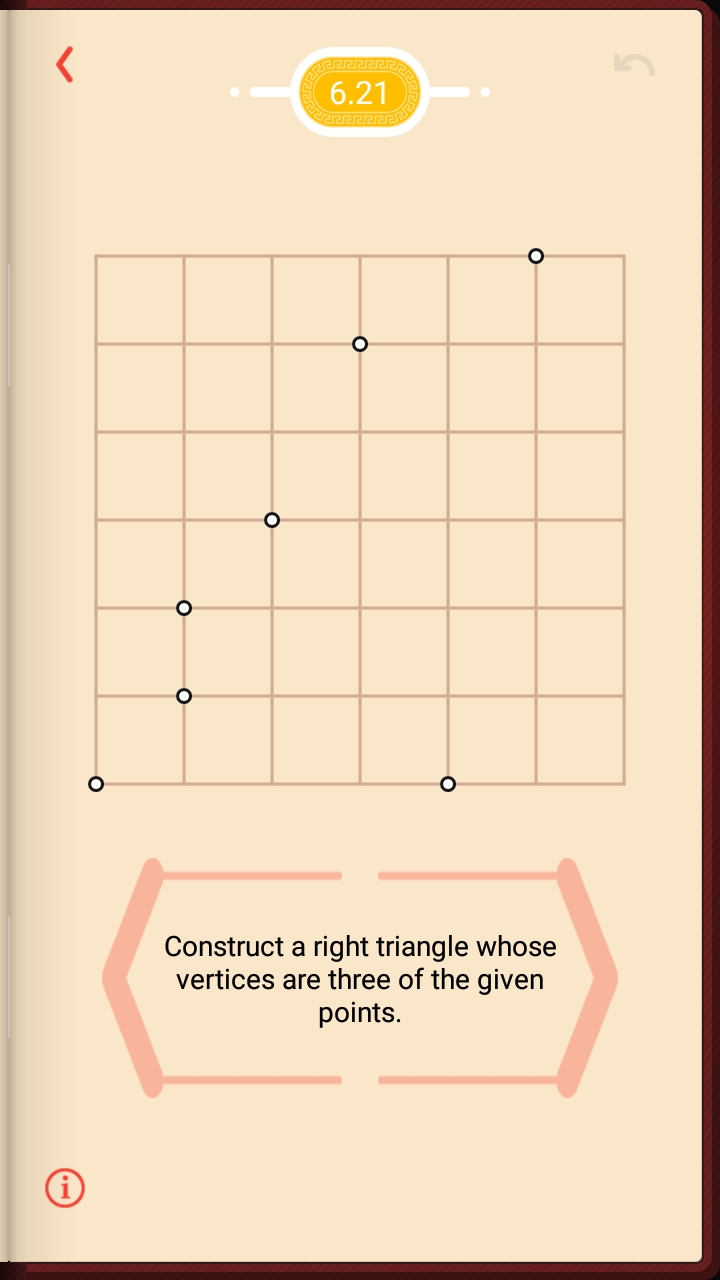 6.21
Construct a right triangle whose
vertices are three of the given
points.
i